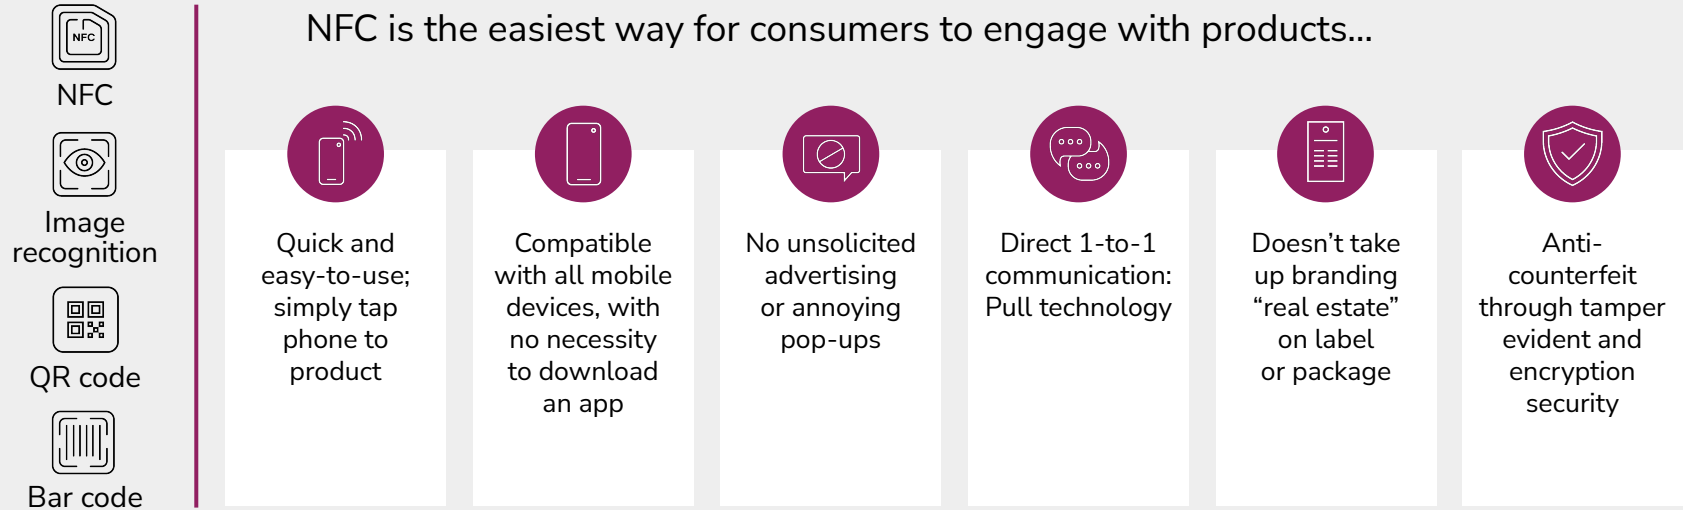 NFC is the easiest way for consumers to engage with products...
NFC
NFC
Image
recognition
QR code
Bar code
Quick and
easy-to-use;
simply tap
phone to
product
Compatible
with all mobile
devices, with
no necessity
to download
an app
No unsolicited
advertising
or annoying
pop-ups
Direct 1-to-1
communication:
Pull technology
Doesn’t take
up branding
“real estate”
on label
or package
Anti-
counterfeit
through tamper
evident and
encryption
security